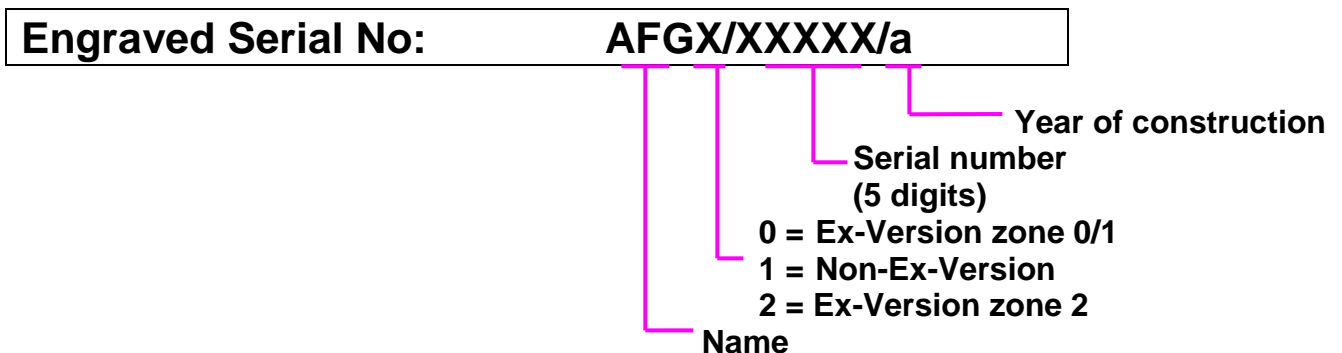 Engraved Serial No: AFGX/XXXXX/a
Year of construction
Serial number
(5 digits)
0 = Ex-Version zone 0/1
1 = Non-Ex-Version
2 = Ex-Version zone 2
Name